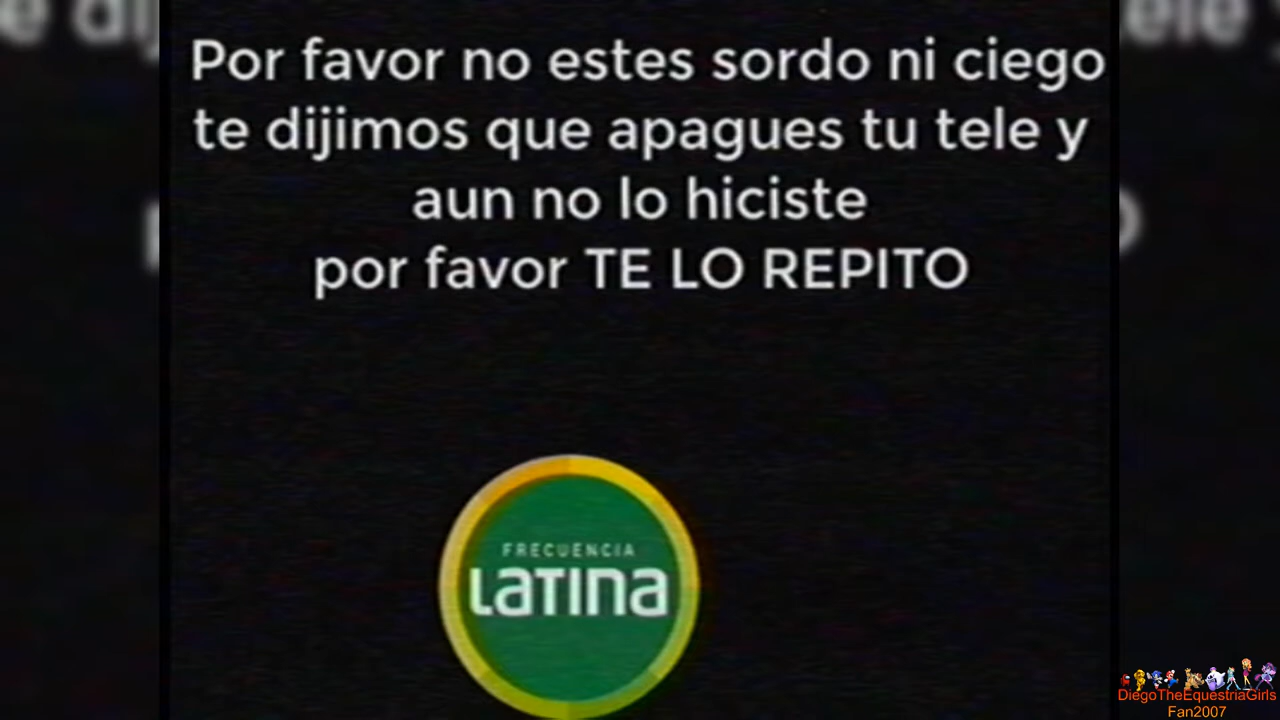 Por favor no estes sordo ni ciego
te dijimos que apagues tu tele y
aun no lo hiciste
por favor TE LO REPITO
FRECUENCIA
LATINA
DiegoTheEquestriaGirls
Fan2007